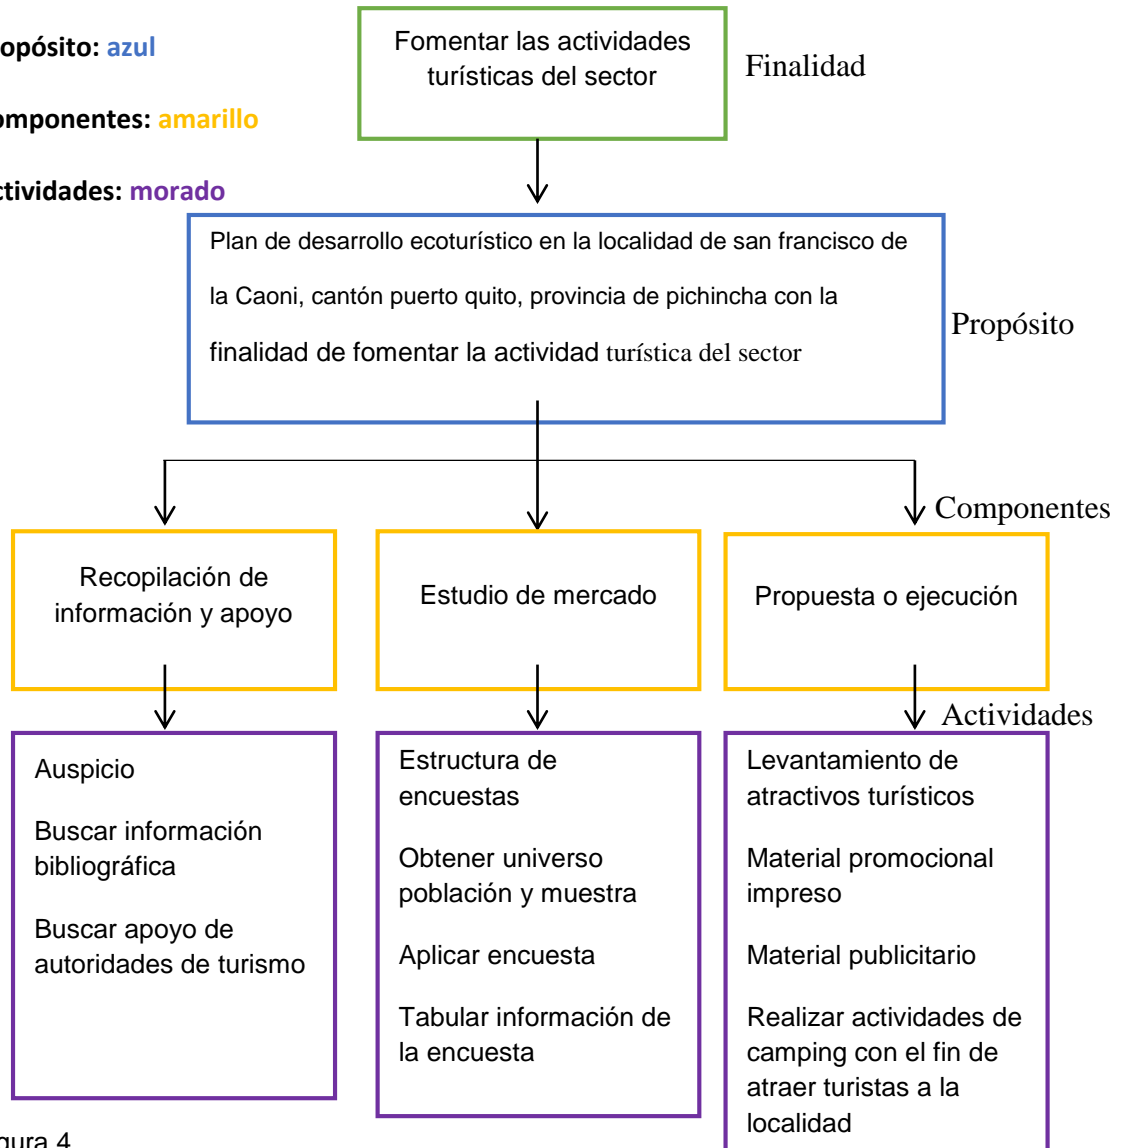 opósito: azul
omponentes: amarillo
ctividades: morado
Fomentar las actividades
turísticas del sector
Finalidad
Plan de desarrollo ecoturístico en la localidad de san francisco de
la Caoni, cantón puerto quito, provincia de pichincha con la
finalidad de fomentar la actividad turística del sector
Propósito
Componentes
Recopilación de
información y apoyo
Estudio de mercado
Propuesta o ejecución
Actividades
Auspicio
Buscar información
bibliográfica
Buscar apoyo de
autoridades de turismo
Estructura de
encuestas
Obtener universo
población y muestra
Aplicar encuesta
Tabular información de
la encuesta
Levantamiento de
atractivos turísticos
Material promocional
impreso
Material publicitario
Realizar actividades de
camping con el fin de
atraer turistas a la
localidad
gura 4